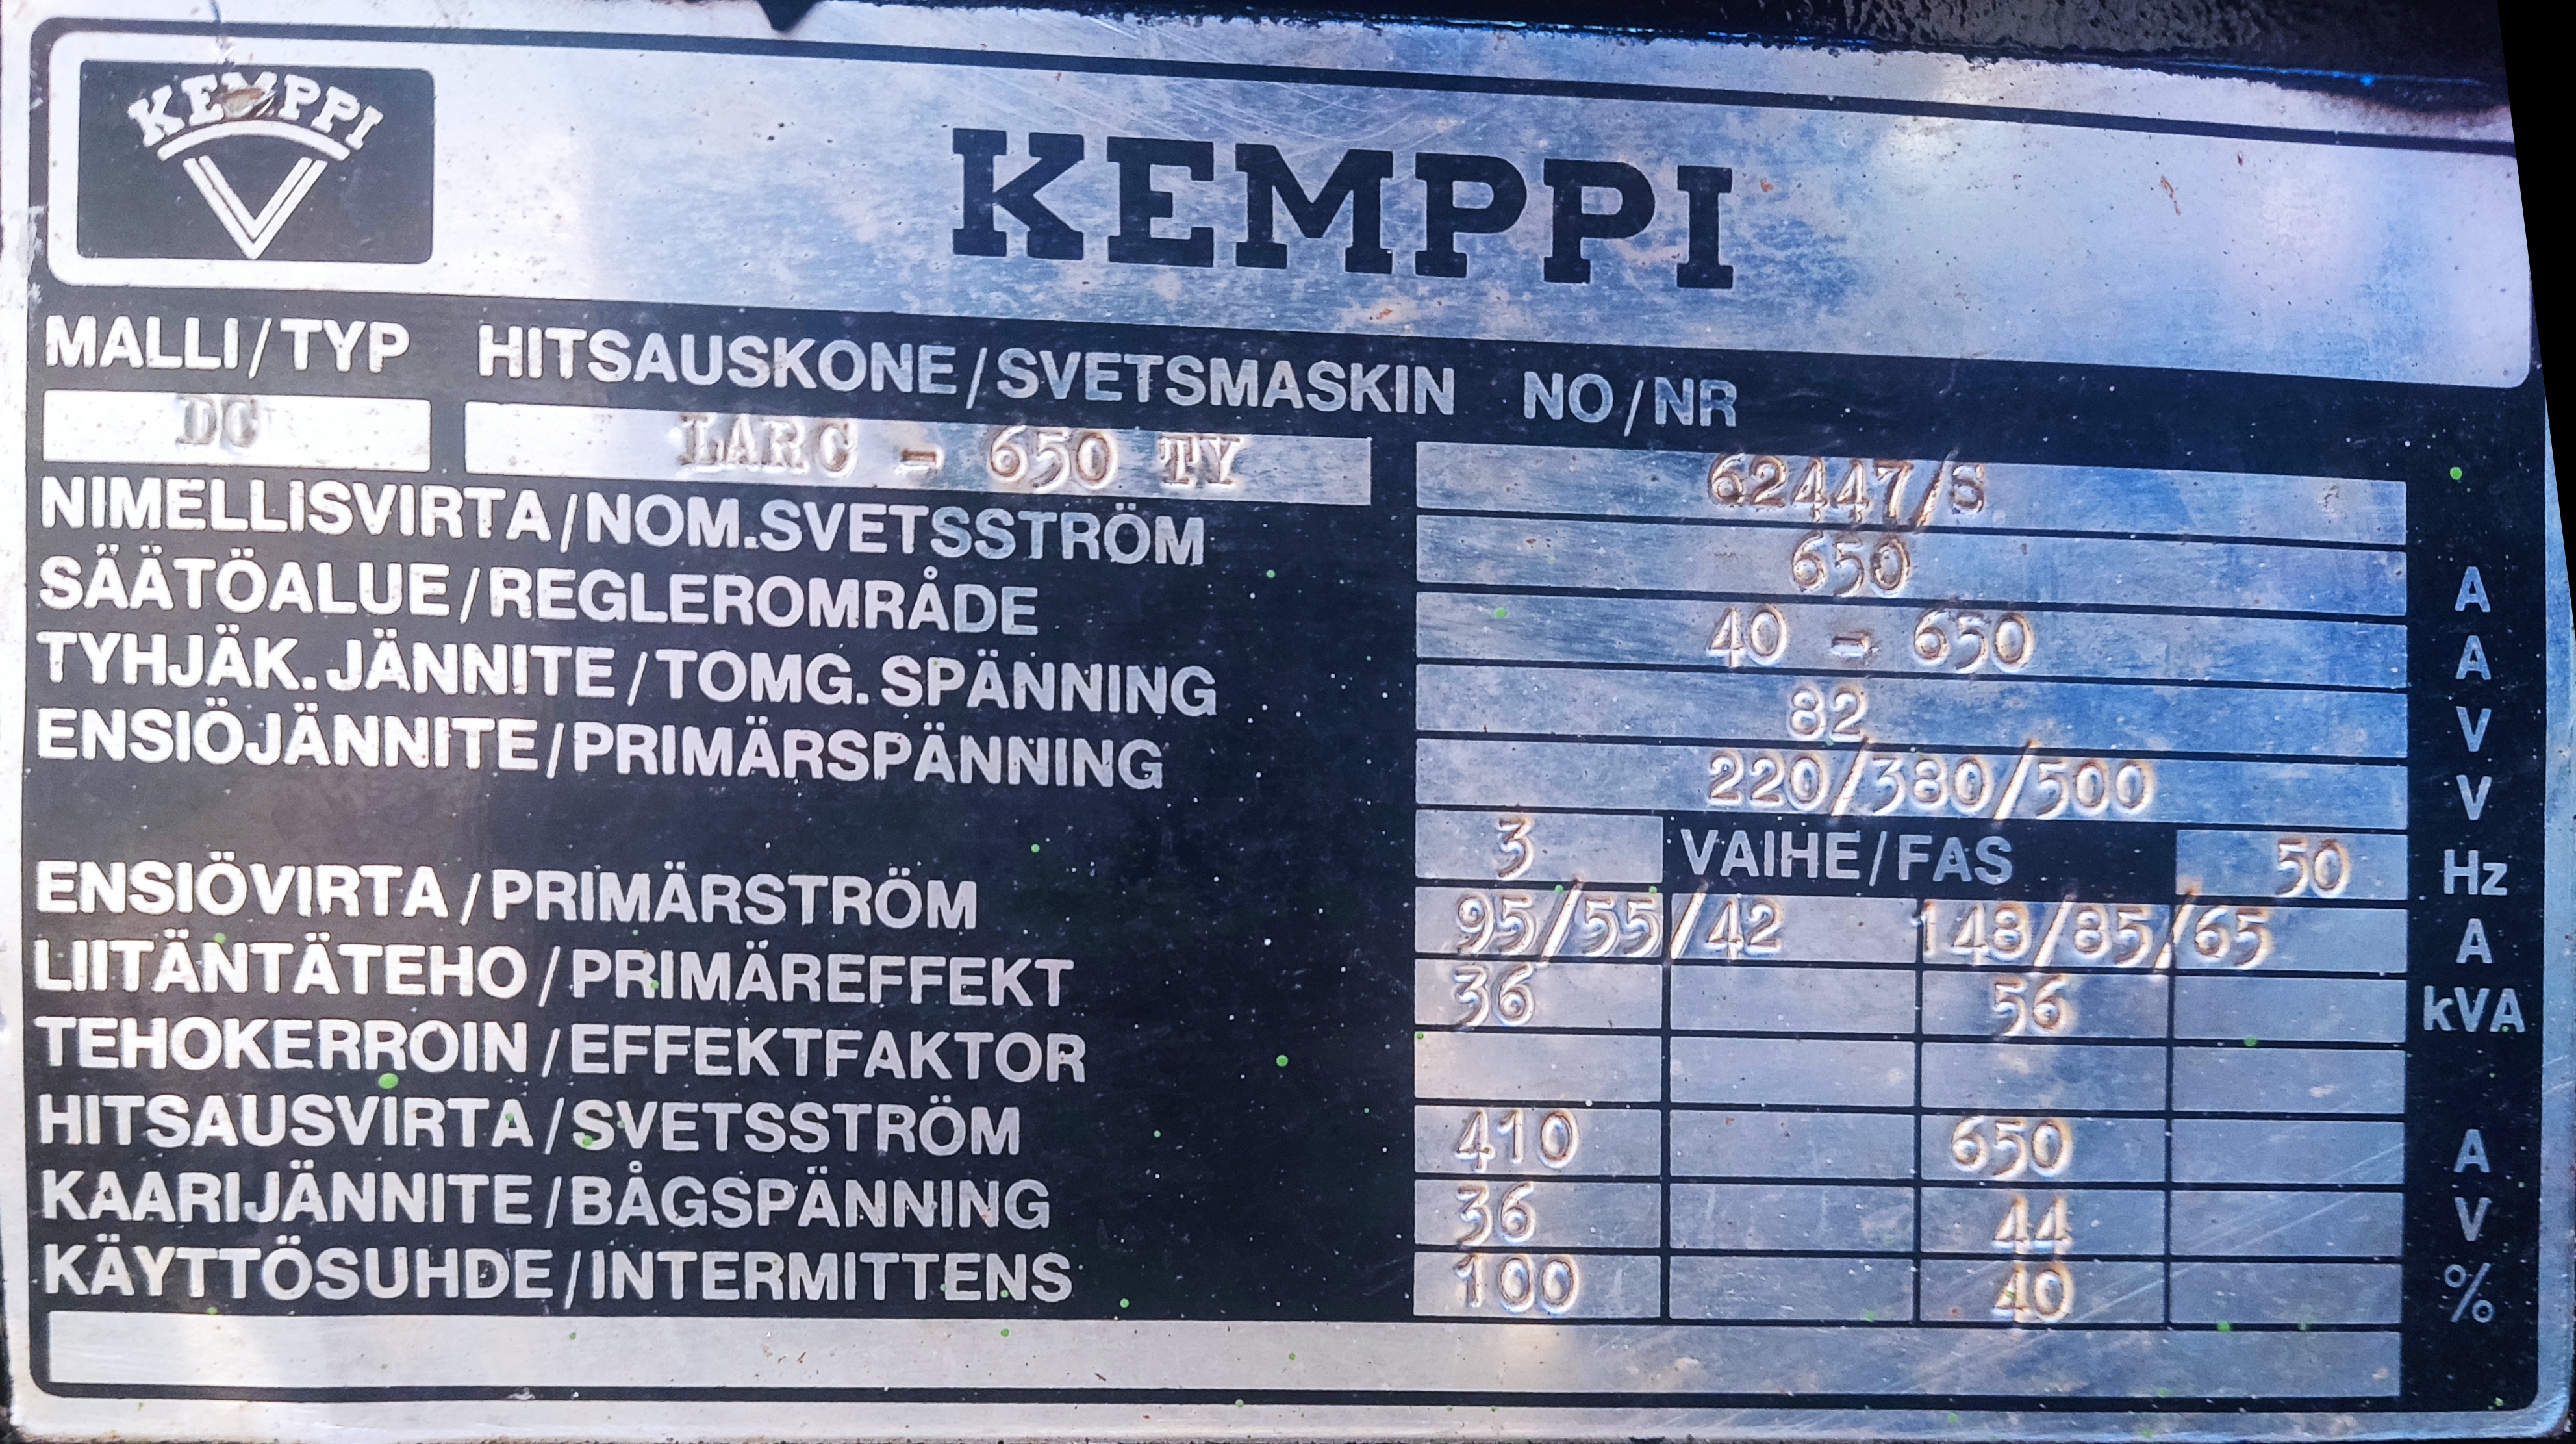 KEMPPI
KEMPPI
MALLI/TYP HITSAUSKONE/SVETSMASKIN NO/NR
DC LARC - 650 TY 62447/S
NIMELLISVIRTA/NOM.SVETSSTRÖM 650 A
SÄÄTÖALUE/REGLEROMRÅDE 40 - 650 A
TYHJÄK.JÄNNITE/TOMG.SPÄNNING 82 V
ENSIÖJÄNNITE/PRIMÄRSPÄNNING 220/380/500 V
3 VAIHE/FAS 50 Hz
ENSIÖVIRTA/PRIMÄRSTRÖM 95/55/42 148/85/65 A
LIITÄNTÄTEHO/PRIMÄREFFEKT 36 56 kVA
TEHOKERROIN/EFFEKTFAKTOR
HITSAUSVIRTA/SVETSSTRÖM 410 650 A
KAARIJÄNNITE/BÅGSPÄNNING 36 44 V
KÄYTTÖSUHDE/INTERMITTENS 100 40 %